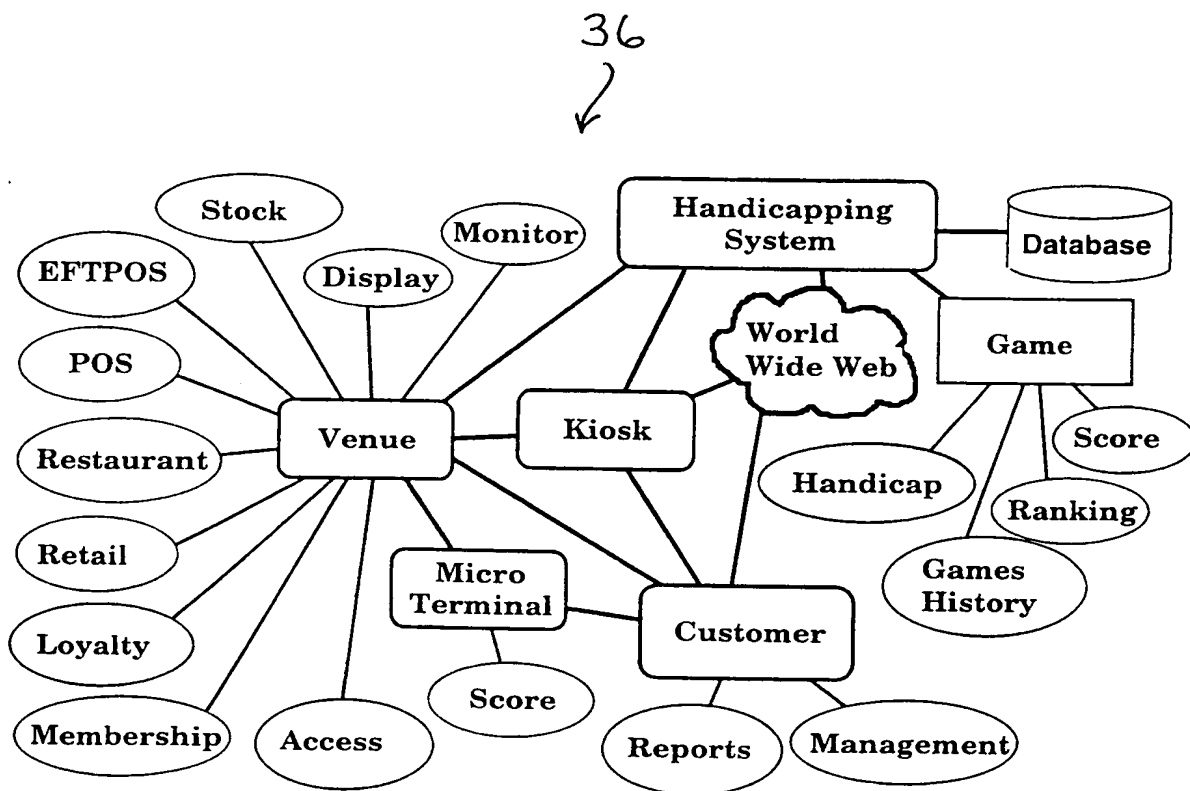 36
Handicapping
System
Database
Stock
Monitor
EFTPOS
Display
World
Wide Web
Game
POS
Venue
Kiosk
Score
Restaurant
Handicap
Ranking
Retail
Micro
Terminal
Games
History
Customer
Loyalty
Score
Membership
Access
Reports
Management